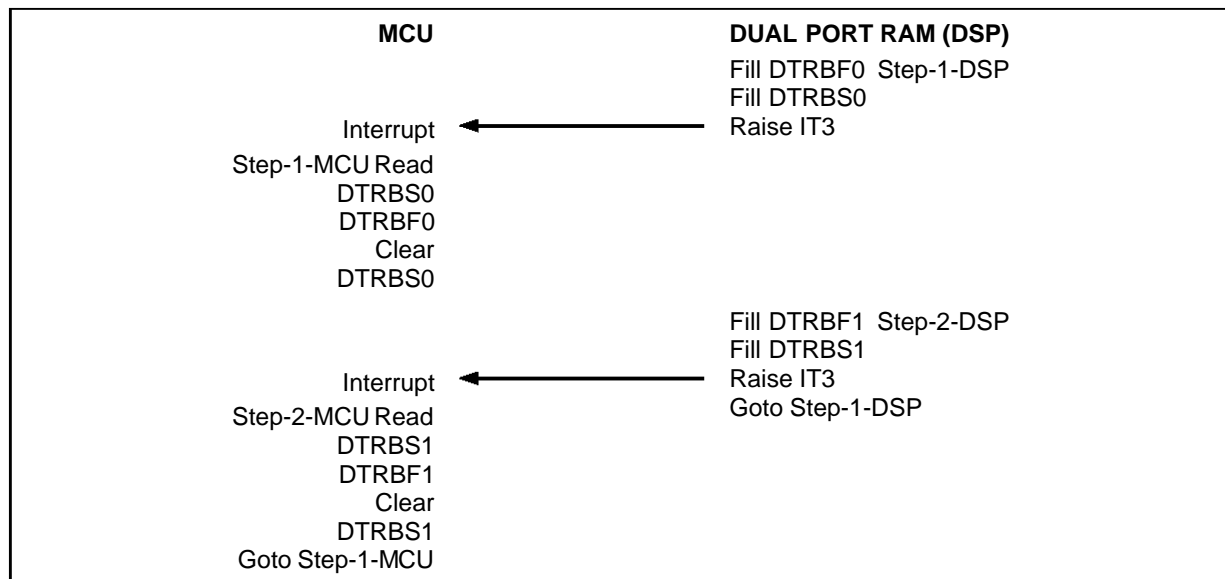 MCU DUAL PORT RAM (DSP)
Fill DTRBF0 Step-1-DSP
Fill DTRBS0
Interrupt Raise IT3
Step-1-MCU Read
DTRBS0
DTRBF0
Clear
DTRBS0
Fill DTRBF1 Step-2-DSP
Fill DTRBS1
Interrupt Raise IT3
Goto Step-1-DSP
Step-2-MCU Read
DTRBS1
DTRBF1
Clear
DTRBS1
Goto Step-1-MCU